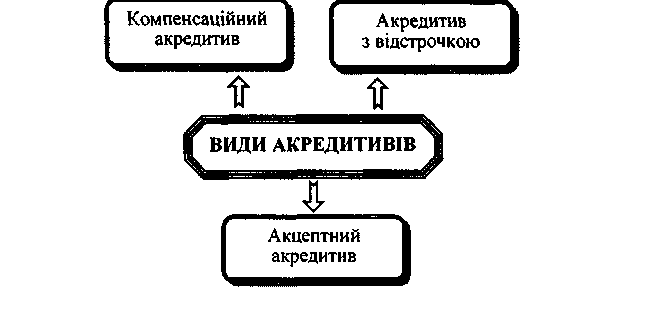 Компенсаційний
акредитив
Акредитив
з відстрочкою
ВИДИ АКРЕДИТИВІВ
Акцептний
акредитив